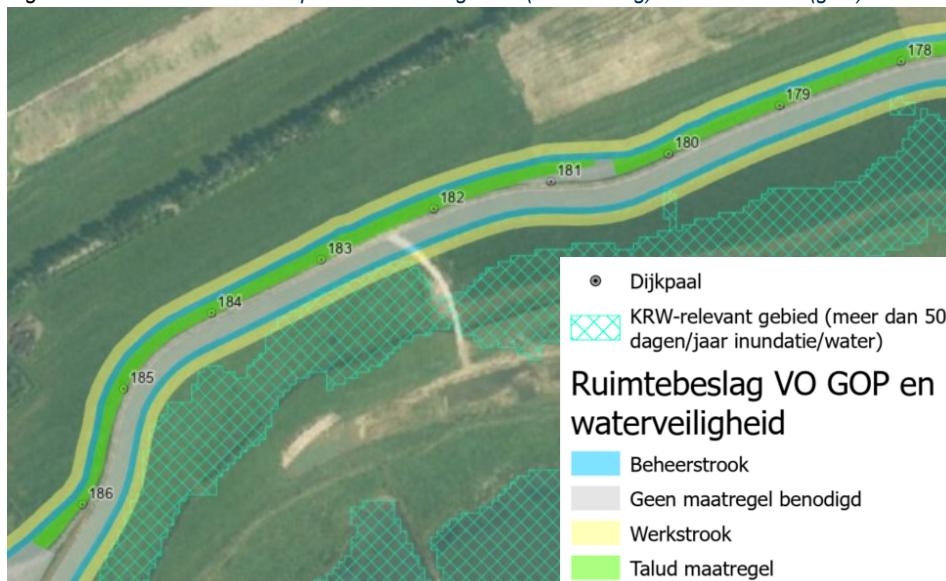 178
179
180
181
182
183
184
185
186
Dijkpaal
KRW-relevant gebied (meer dan 50
dagen/jaar inundatie/water)
Ruimtebeslag VO GOP en
waterveiligheid
Beheerstrook
Geen maatregel benodigd
Werkstrook
Talud maatregel